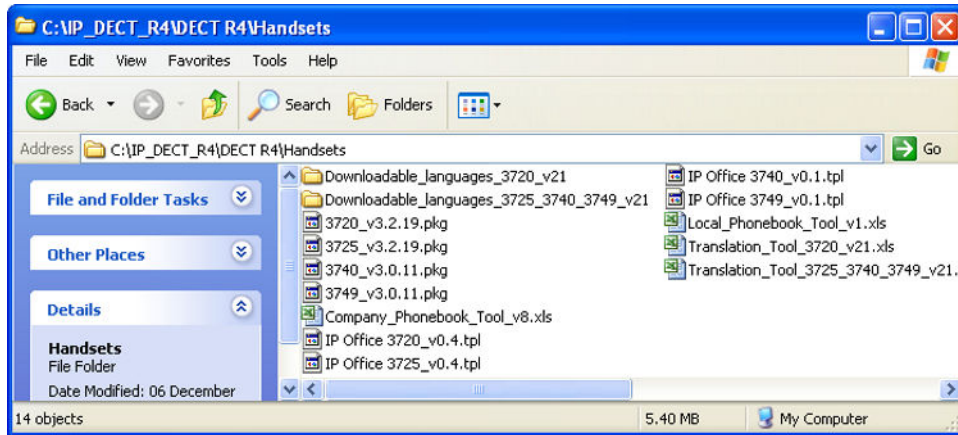 C:\IP_DECT_R4\DECT R4\Handsets
File Edit View Favorites Tools Help
Back Search Folders
Address C:\IP_DECT_R4\DECT R4\Handsets Go
File and Folder Tasks
Other Places
Details
Handsets
File Folder
Date Modified: 06 December
Downloadable_languages_3720_v21
Downloadable_languages_3725_3740_3749_v21
3720_v3.2.19.pkg
3725_v3.2.19.pkg
3740_v3.0.11.pkg
3749_v3.0.11.pkg
Company_Phonebook_Tool_v8.xls
IP Office 3720_v0.4.tpl
IP Office 3725_v0.4.tpl
IP Office 3740_v0.1.tpl
IP Office 3749_v0.1.tpl
Local_Phonebook_Tool_v1.xls
Translation_Tool_3720_v21.xls
Translation_Tool_3725_3740_3749_v21.
14 objects 5.40 MB My Computer